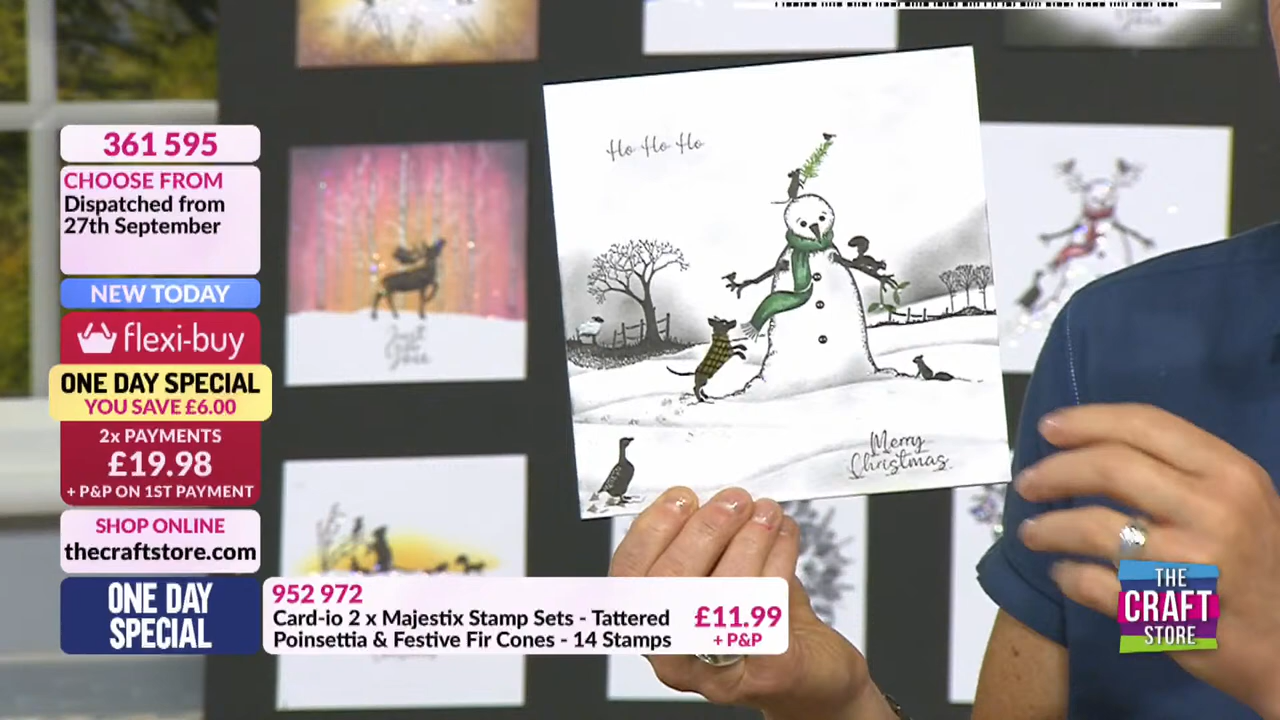 361 595
CHOOSE FROM
Dispatched from
27th September
NEW TODAY
flexi-buy
ONE DAY SPECIAL
YOU SAVE £6.00
2x PAYMENTS
£19.98
+ P&P ON 1ST PAYMENT
SHOP ONLINE
thecraftstore.com
ONE DAY
SPECIAL
952 972
Card-io 2 x Majestix Stamp Sets - Tattered
Poinsettia & Festive Fir Cones - 14 Stamps
£11.99
+ P&P
Ho Ho Ho
Merry
Christmas
Just
for
You
THE
CRAFT
STORE